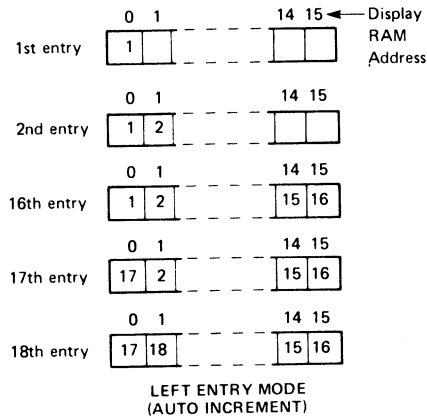 0 1 14 15 Display
RAM
Address
1st entry 1
0 1 14 15
2nd entry 1 2
0 1 14 15
16th entry 1 2 15 16
0 1 14 15
17th entry 17 2 15 16
0 1 14 15
18th entry 17 18 15 16
LEFT ENTRY MODE
(AUTO INCREMENT)